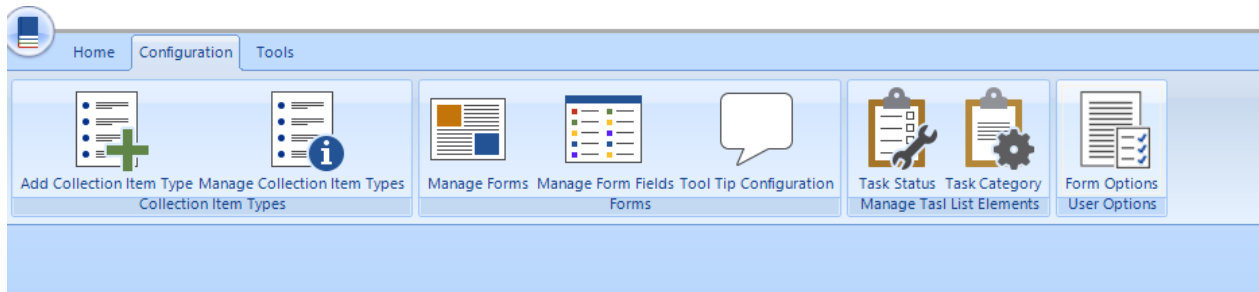 Home Configuration Tools
Add Collection Item Type Manage Collection Item Types Manage Forms Manage Form Fields Tool Tip Configuration Task Status Task Category Form Options
Collection Item Types Forms Manage Tasl List Elements User Options